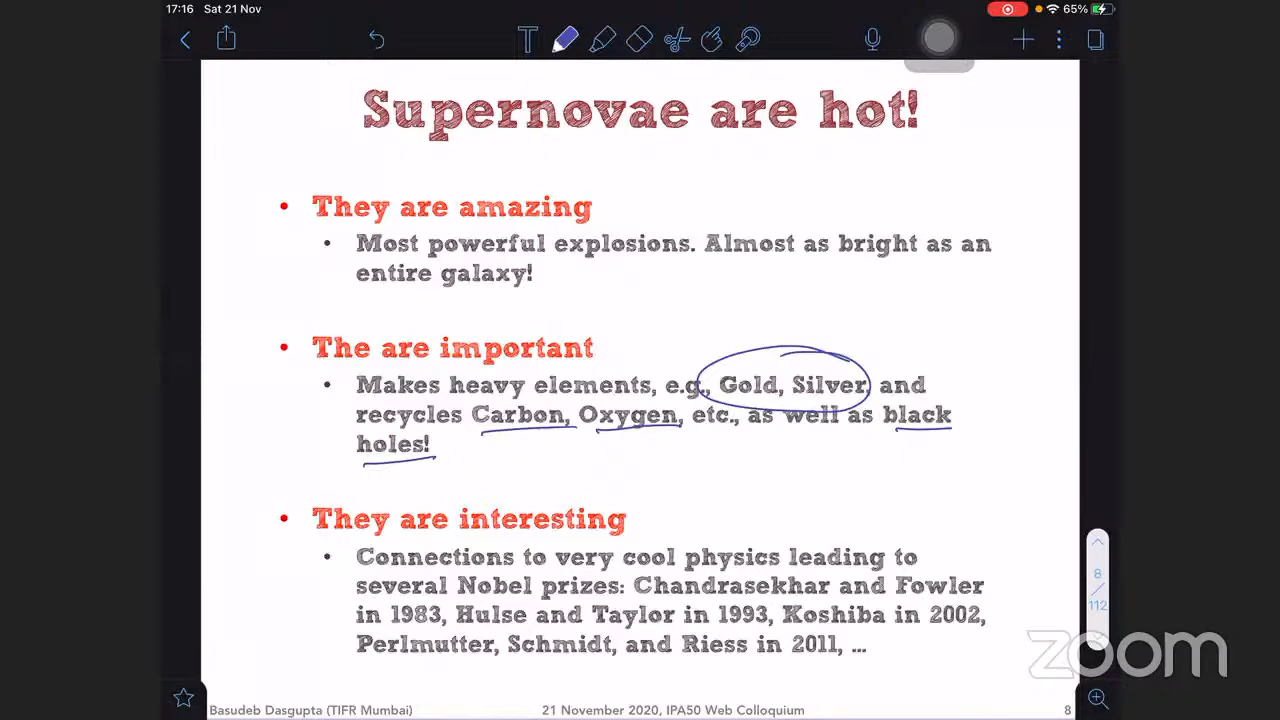 17:16 Sat 21 Nov
65%
Supernovae are hot!
• They are amazing
• Most powerful explosions. Almost as bright as an
entire galaxy!
• The are important
• Makes heavy elements, e.g., Gold, Silver, and
recycles Carbon, Oxygen, etc., as well as black
holes!
• They are interesting
• Connections to very cool physics leading to
several Nobel prizes: Chandrasekhar and Fowler
in 1983, Hulse and Taylor in 1993, Koshiba in 2002,
Perlmutter, Schmidt, and Riess in 2011, ...
8
/
112
zoom
Basudeb Dasgupta (TIFR Mumbai) 21 November 2020, IPA50 Web Colloquium 8